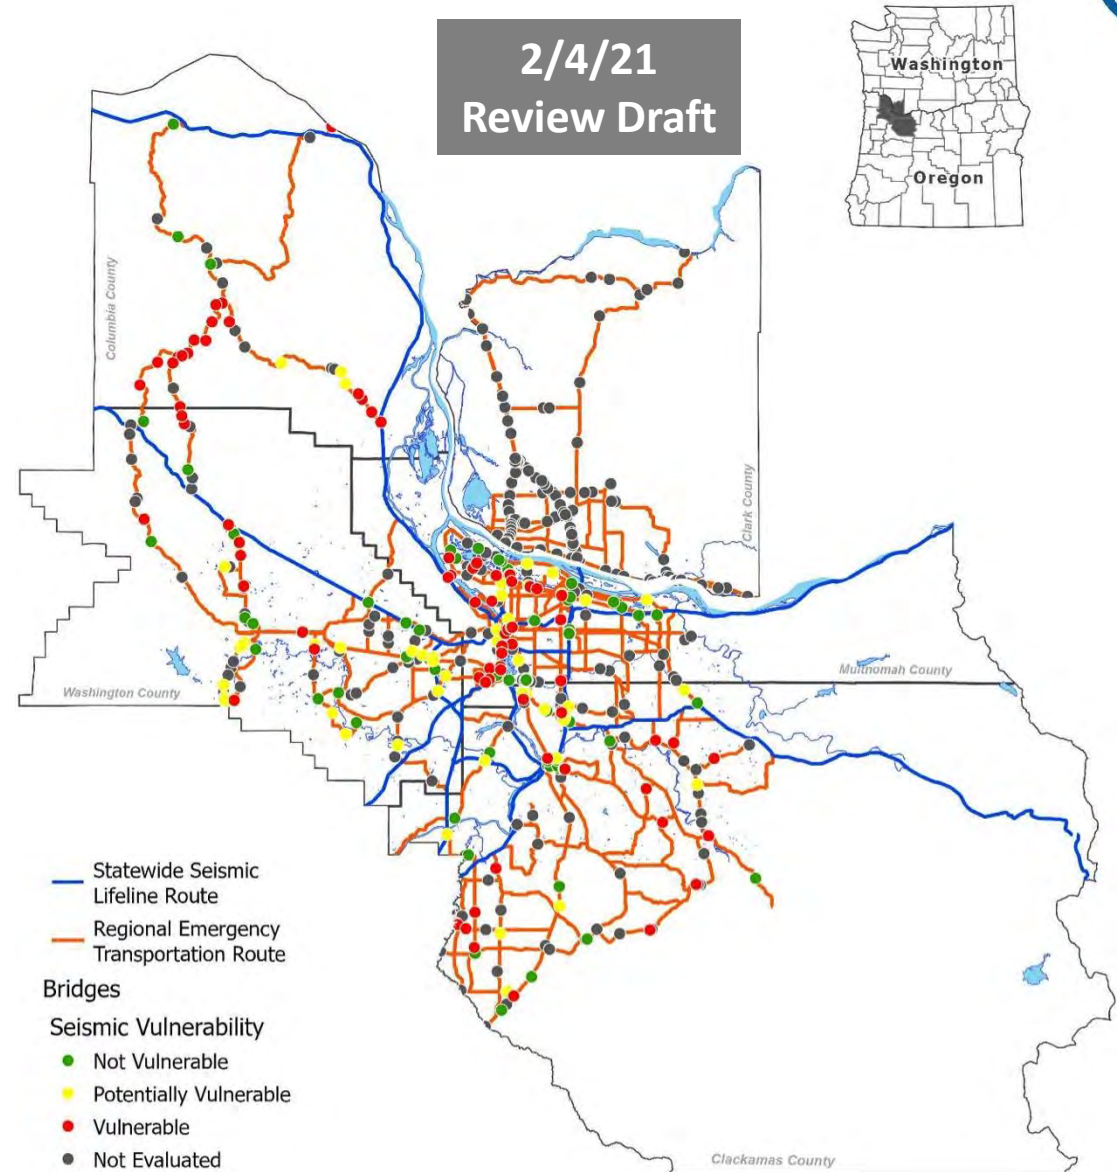 2/4/21
Review Draft
Washington
Oregon
Columbia County
Clark County
Multnomah County
Washington County
Statewide Seismic
Lifeline Route
Regional Emergency
Transportation Route
Bridges
Seismic Vulnerability
Not Vulnerable
Potentially Vulnerable
Vulnerable
Not Evaluated
Clackamas County